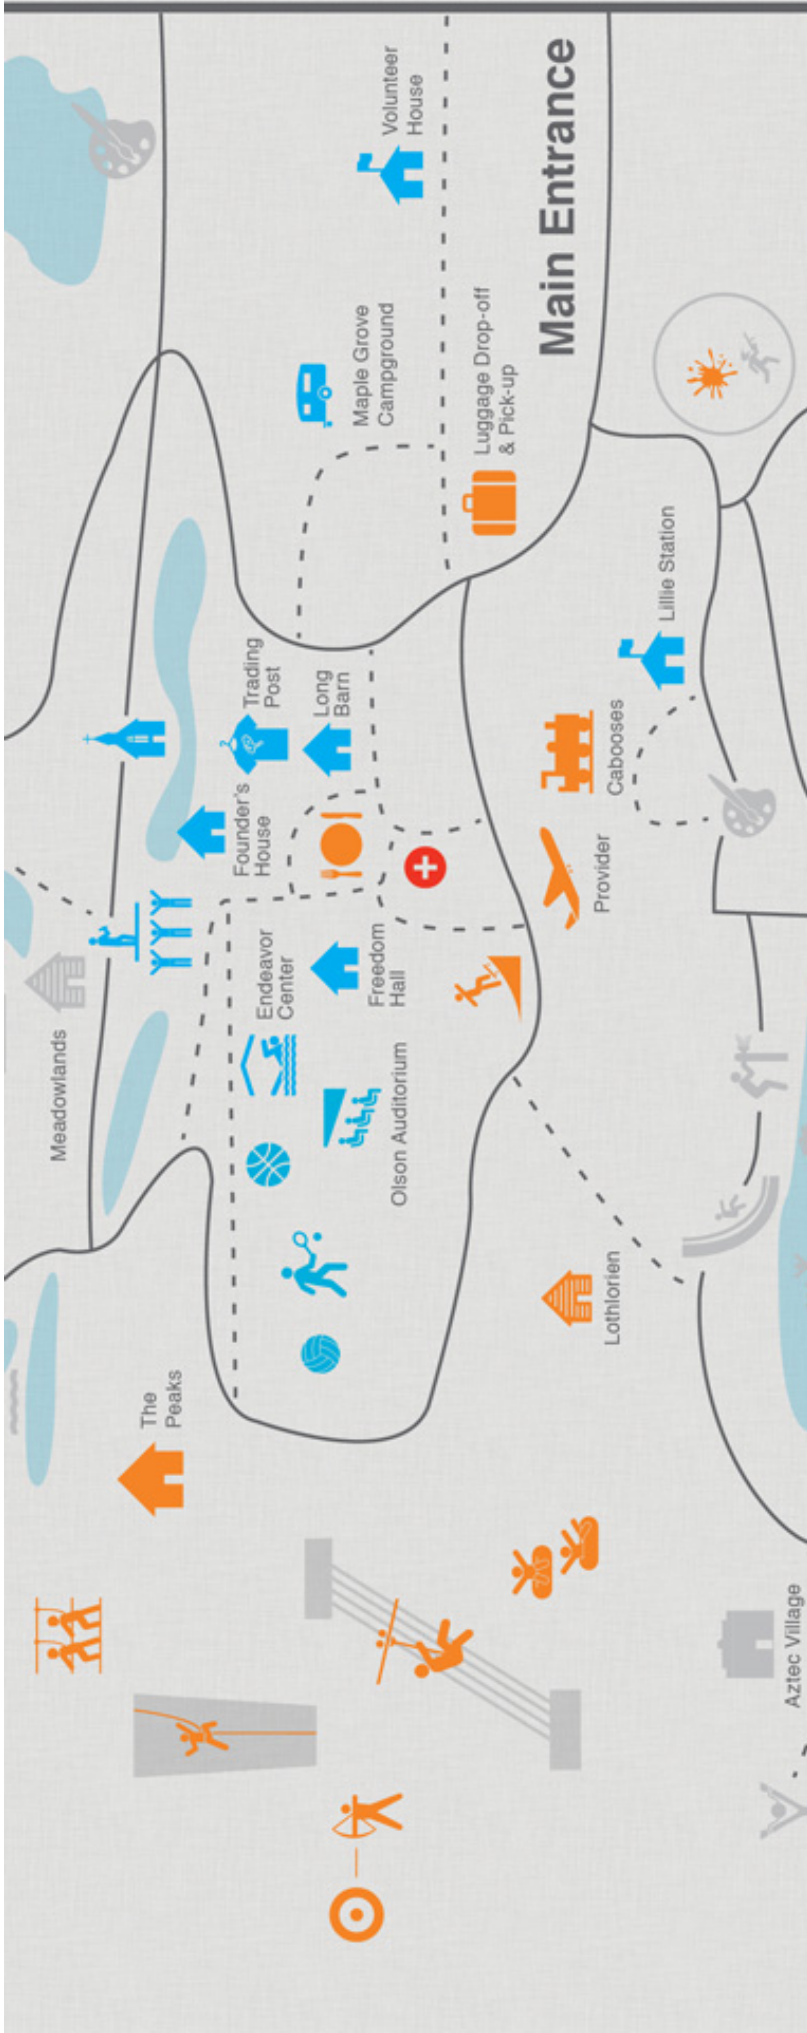 Meadowlands
The
Peaks
Founder's
House
Trading
Post
Long
Barn
Endeavor
Center
Freedom
Hall
Olson Auditorium
Maple Grove
Campground
Volunteer
House
Luggage Drop-off
& Pick-up
Main Entrance
Lothlorien
Provider
Cabooses
Lillie Station
Aztec Village